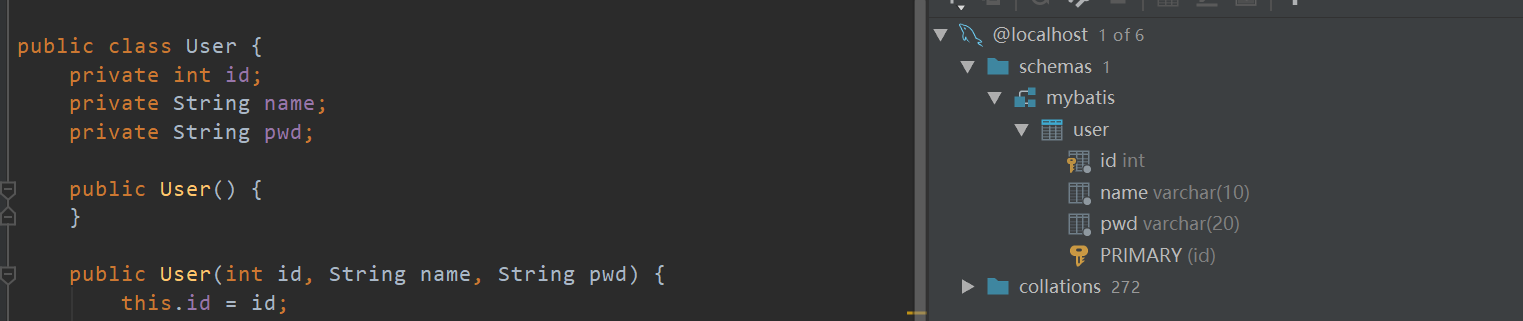 public class User {
    private int id;
    private String name;
    private String pwd;
    public User() {
    }
    public User(int id, String name, String pwd) {
        this.id = id;
@localhost 1 of 6
schemas 1
mybatis
user
id int
name varchar(10)
pwd varchar(20)
PRIMARY (id)
collations 272